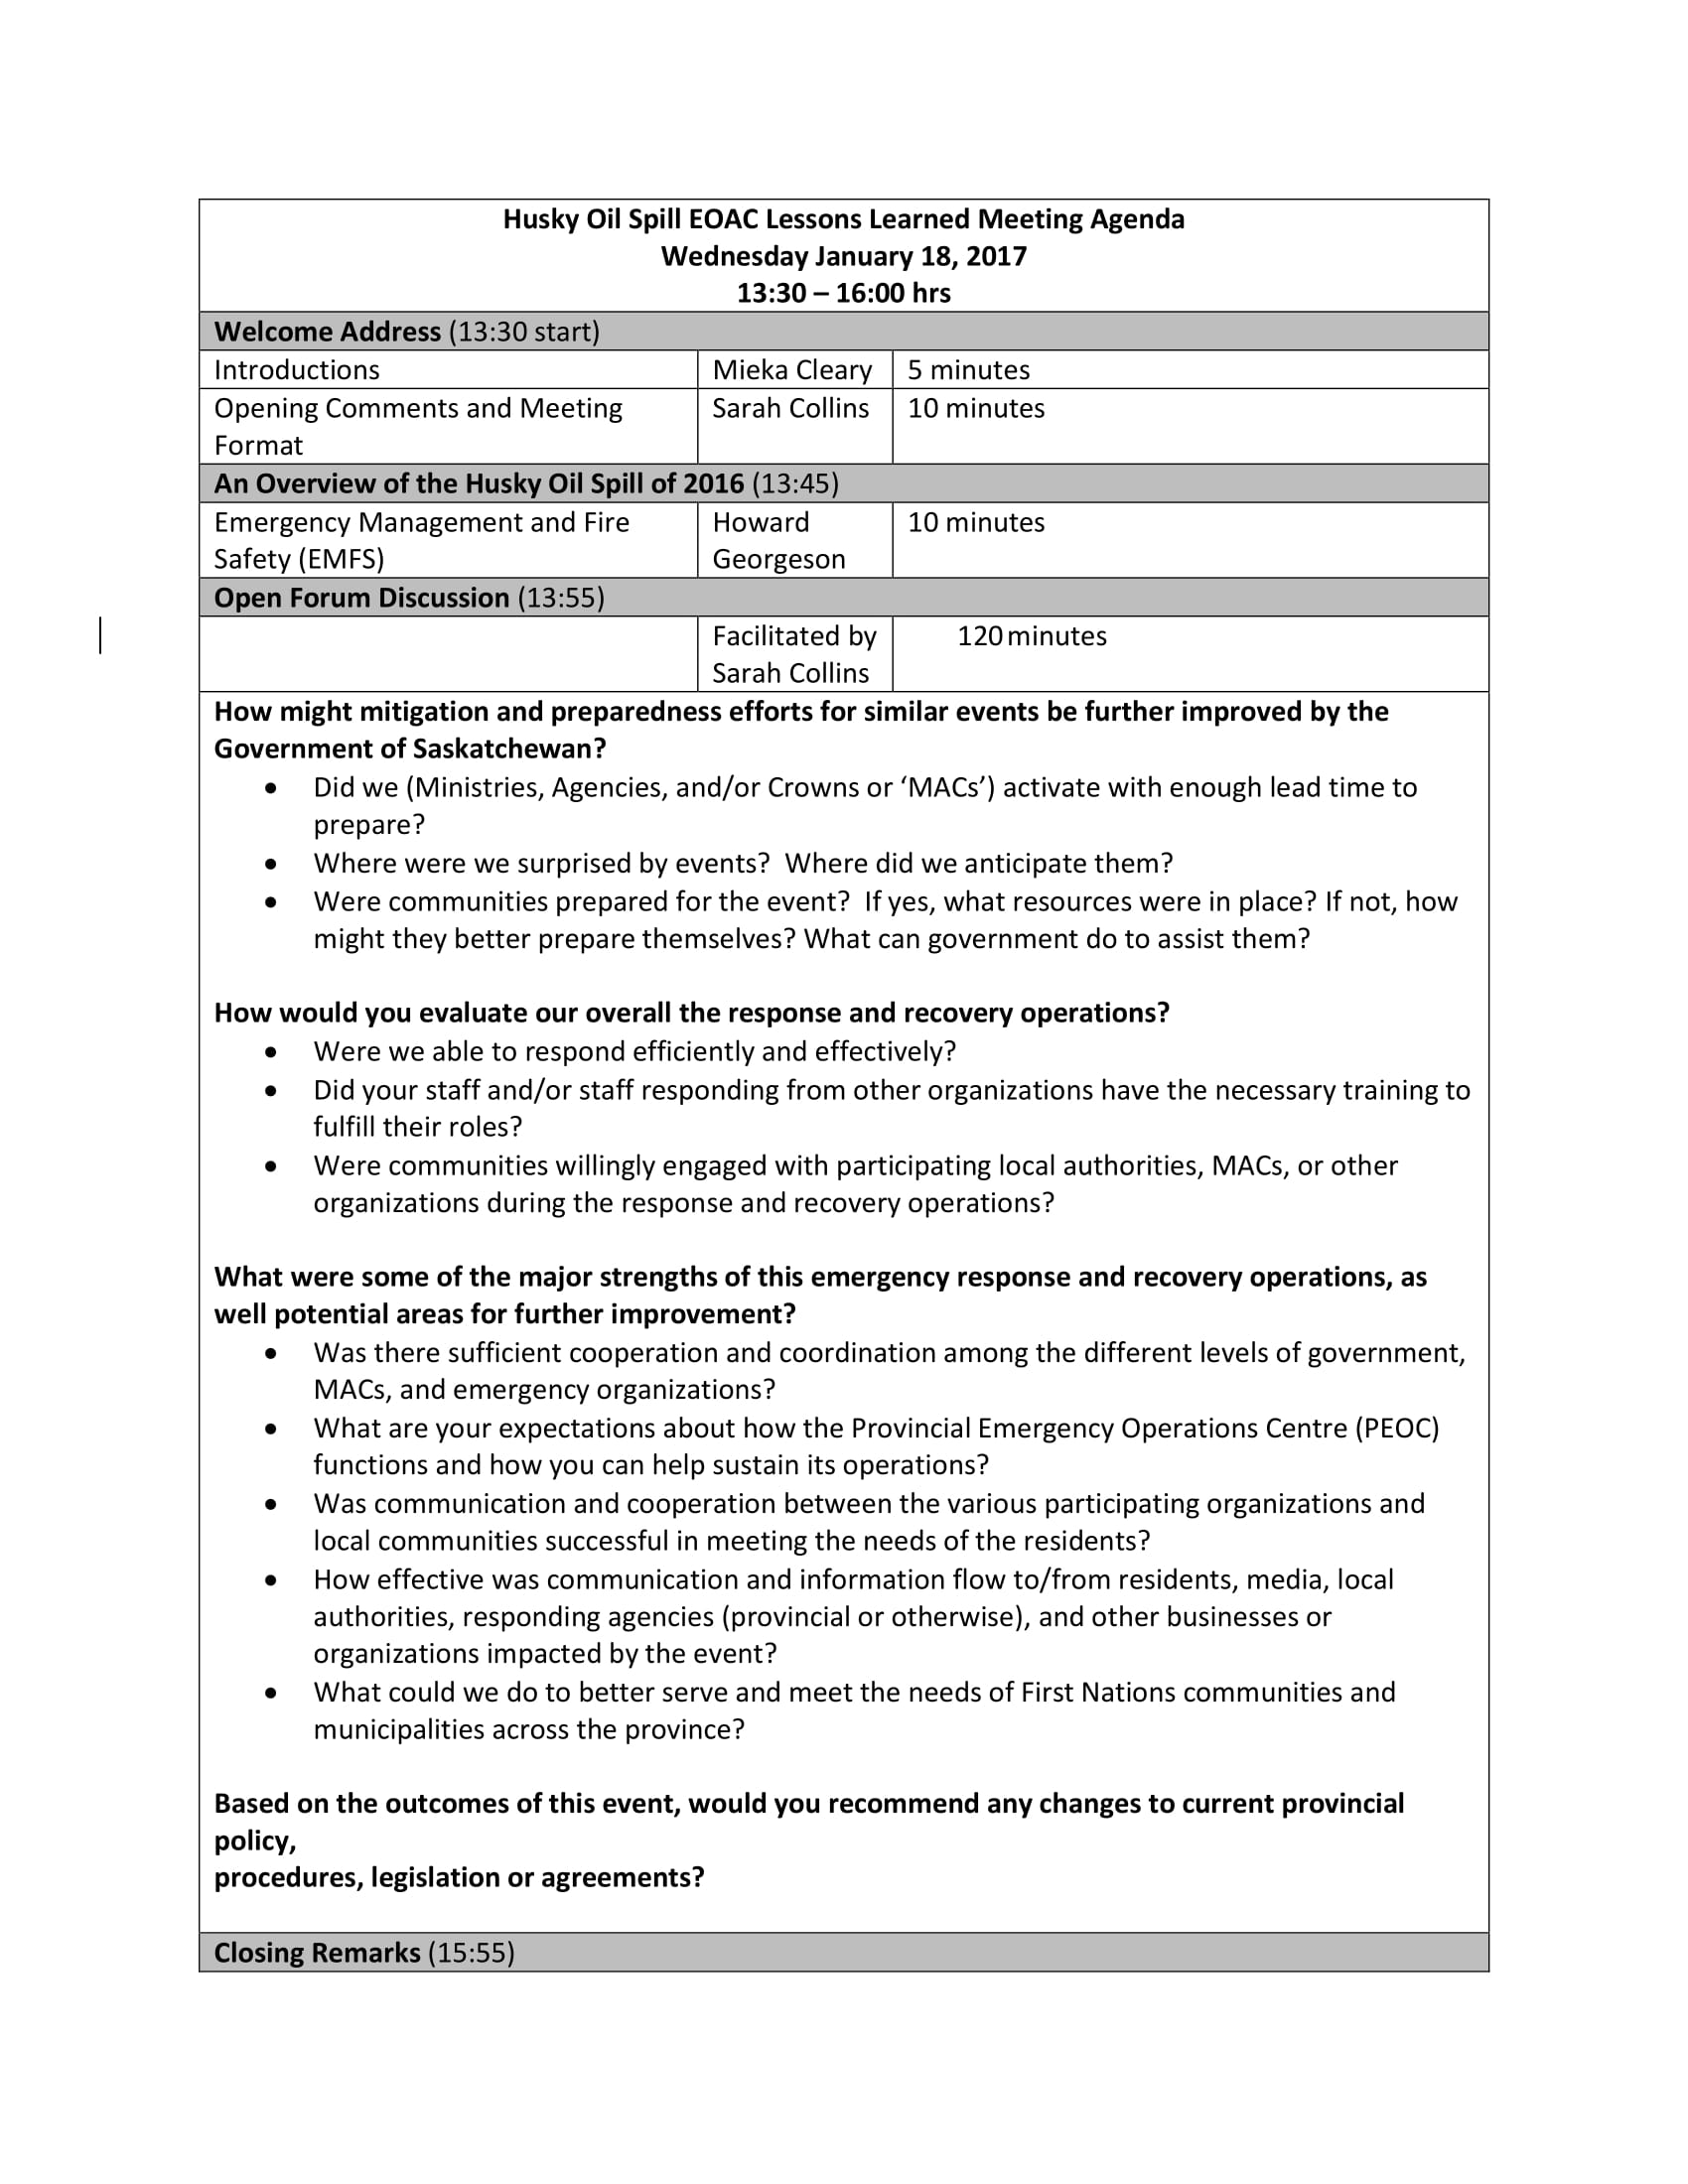 Husky Oil Spill EOAC Lessons Learned Meeting Agenda
Wednesday January 18, 2017
13:30 – 16:00 hrs
Welcome Address (13:30 start)
Introductions Mieka Cleary 5 minutes
Opening Comments and Meeting Format Sarah Collins 10 minutes
An Overview of the Husky Oil Spill of 2016 (13:45)
Emergency Management and Fire Safety (EMFS) Howard Georgeson 10 minutes
Open Forum Discussion (13:55)
Facilitated by Sarah Collins 120 minutes
How might mitigation and preparedness efforts for similar events be further improved by the
Government of Saskatchewan?
• Did we (Ministries, Agencies, and/or Crowns or ‘MACs’) activate with enough lead time to
prepare?
• Where were we surprised by events?  Where did we anticipate them?
• Were communities prepared for the event?  If yes, what resources were in place? If not, how
might they better prepare themselves? What can government do to assist them?
How would you evaluate our overall the response and recovery operations?
• Were we able to respond efficiently and effectively?
• Did your staff and/or staff responding from other organizations have the necessary training to
fulfill their roles?
• Were communities willingly engaged with participating local authorities, MACs, or other
organizations during the response and recovery operations?
What were some of the major strengths of this emergency response and recovery operations, as
well potential areas for further improvement?
• Was there sufficient cooperation and coordination among the different levels of government,
MACs, and emergency organizations?
• What are your expectations about how the Provincial Emergency Operations Centre (PEOC)
functions and how you can help sustain its operations?
• Was communication and cooperation between the various participating organizations and
local communities successful in meeting the needs of the residents?
• How effective was communication and information flow to/from residents, media, local
authorities, responding agencies (provincial or otherwise), and other businesses or
organizations impacted by the event?
• What could we do to better serve and meet the needs of First Nations communities and
municipalities across the province?
Based on the outcomes of this event, would you recommend any changes to current provincial
policy,
procedures, legislation or agreements?
Closing Remarks (15:55)